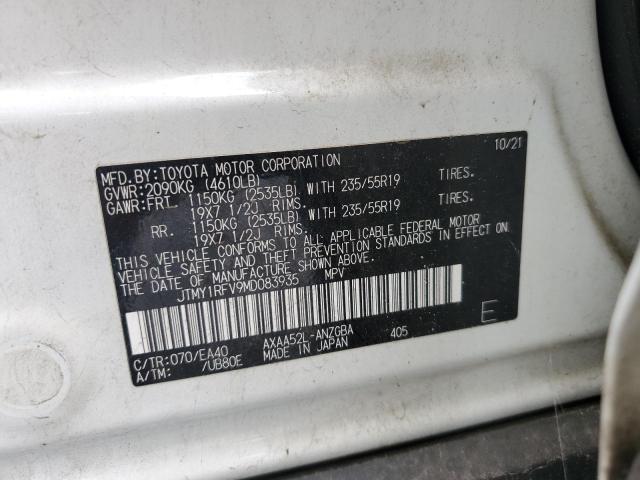 MFD.BY:TOYOTA MOTOR CORPORATION 10/21
GVWR:2090KG (4610LB)
GAWR:FRT. 1150KG (2535LB) WITH 235/55R19 TIRES.
19X7 1/2J RIMS.
RR. 1150KG (2535LB) WITH 235/55R19 TIRES.
19X7 1/2J RIMS.
THIS VEHICLE CONFORMS TO ALL APPLICABLE FEDERAL MOTOR
VEHICLE SAFETY AND THEFT PREVENTION STANDARDS IN EFFECT ON
THE DATE OF MANUFACTURE SHOWN ABOVE.
JTMY1RFV9MD083935 MPV
E
C/TR:070/EA40 AXAA52L-ANZGBA 405
A/TM: /UB80E MADE IN JAPAN